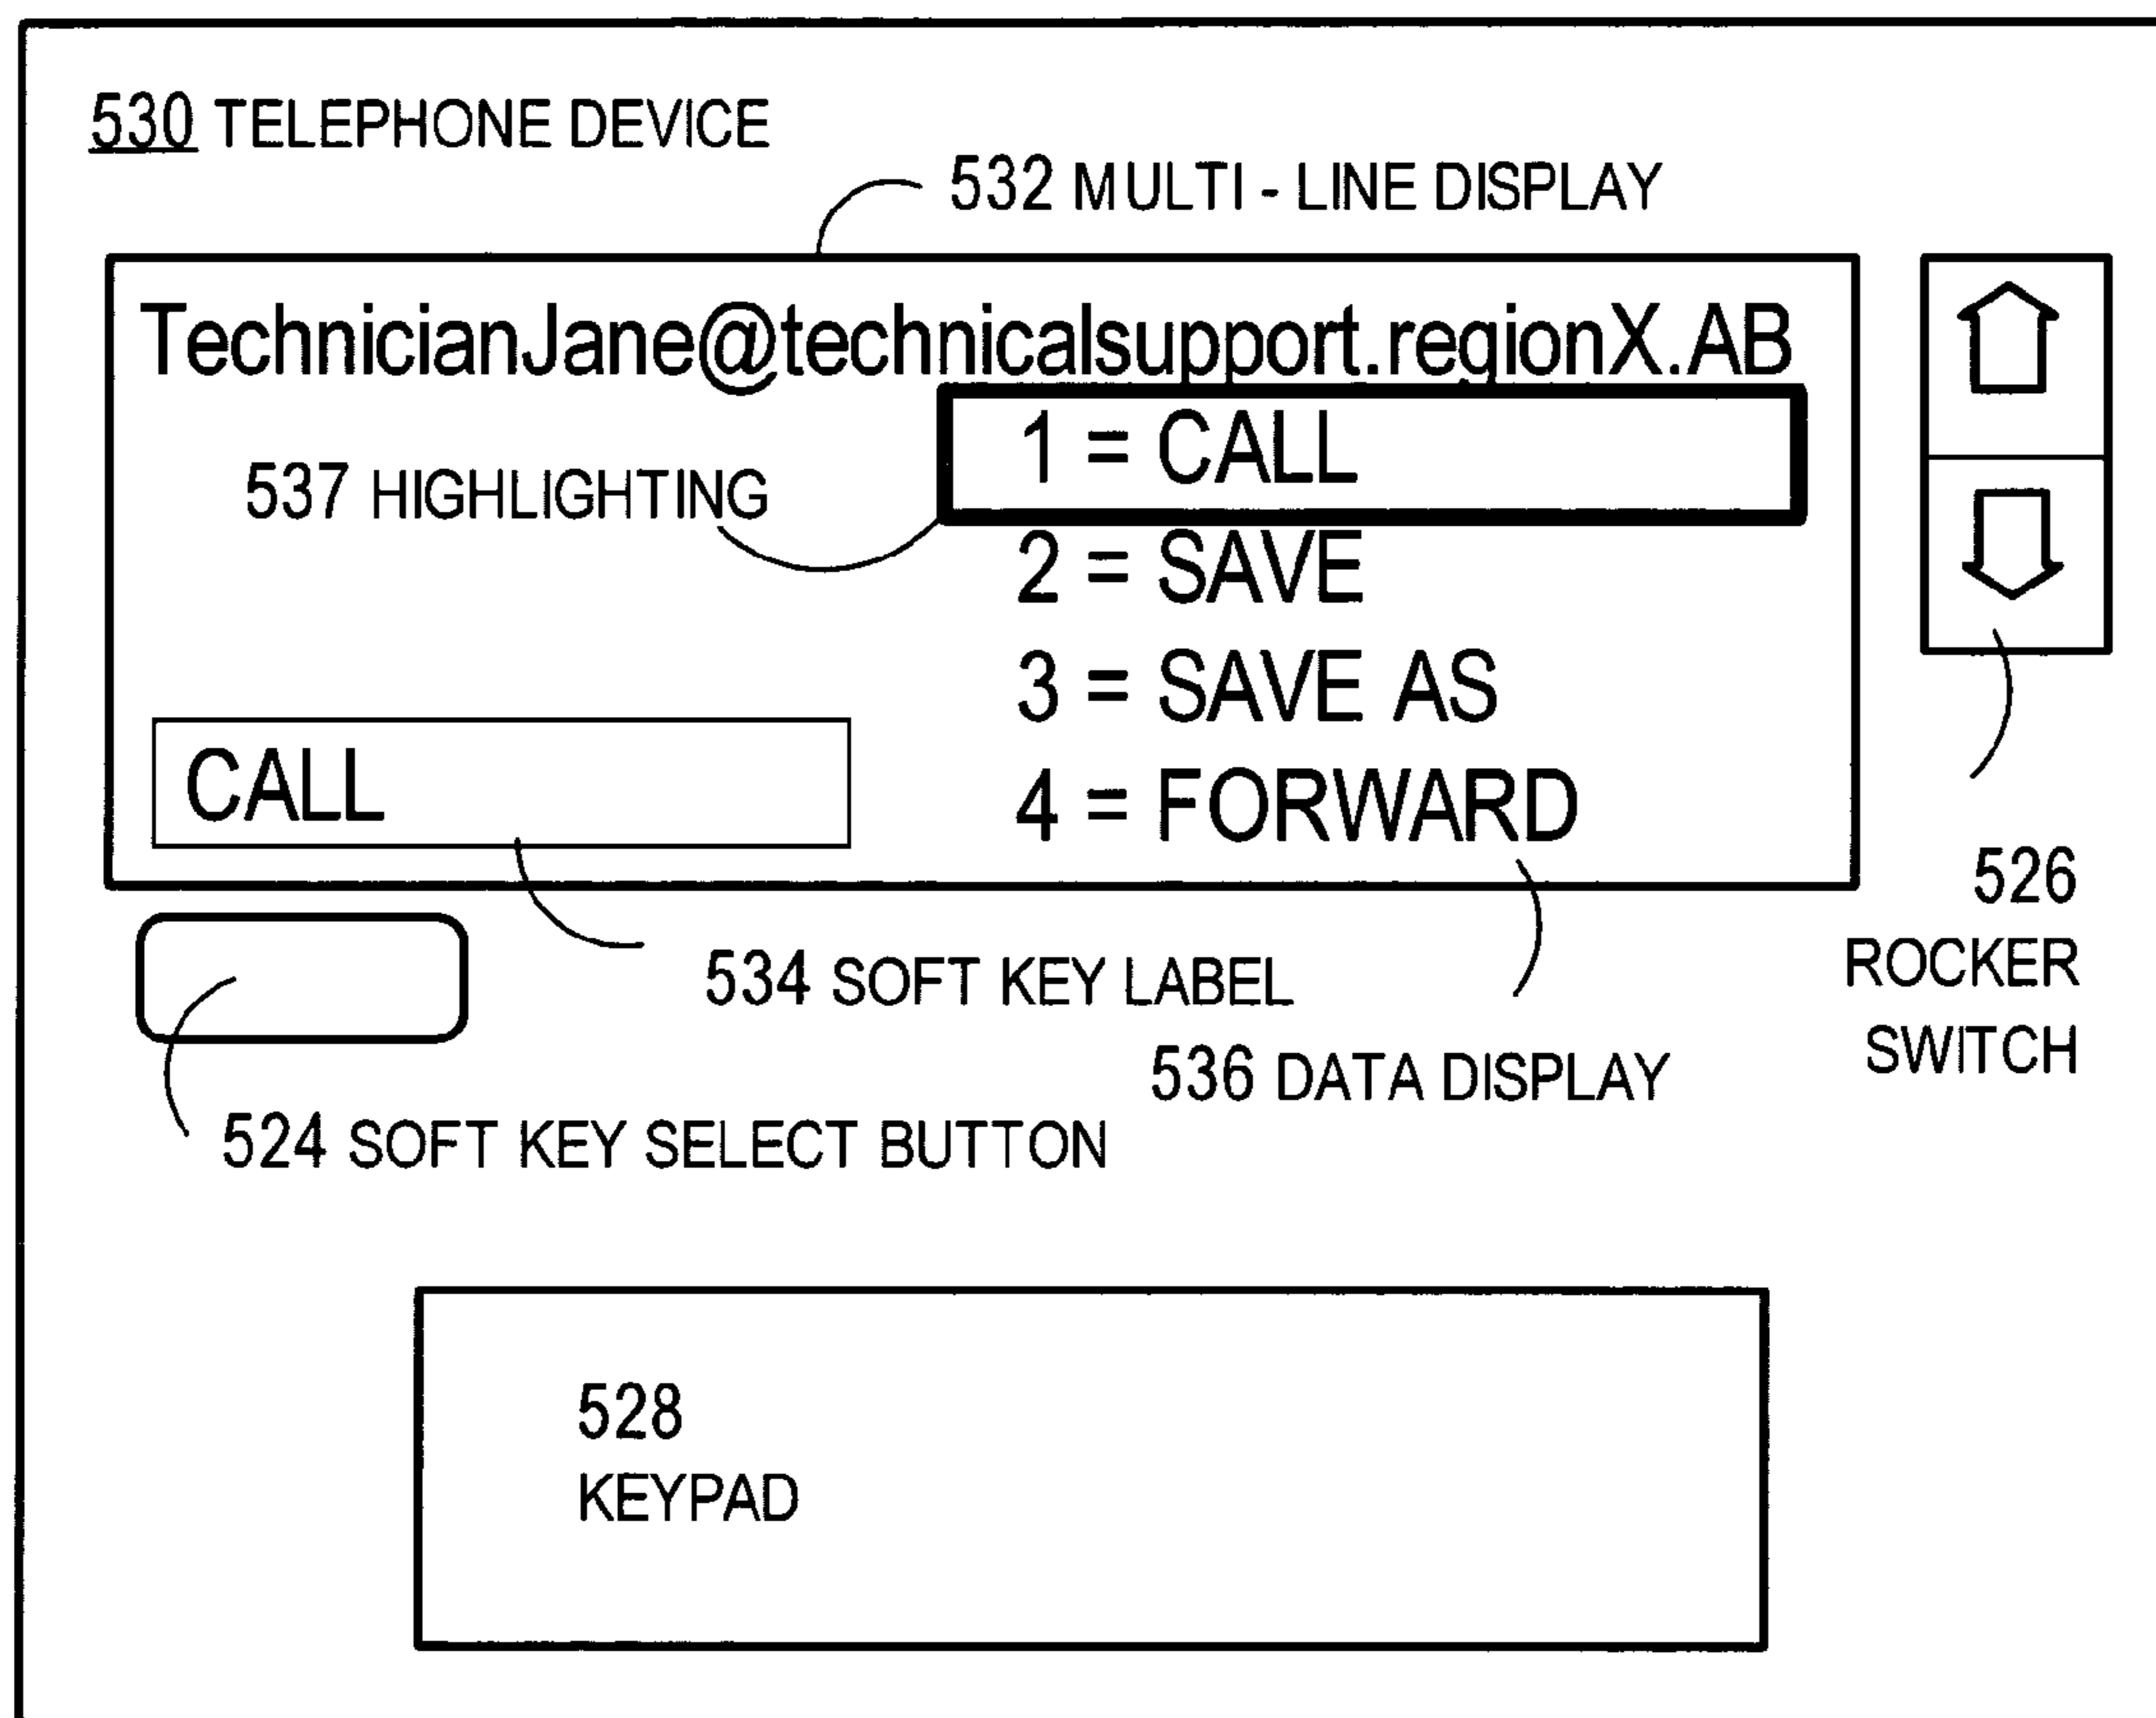 530 TELEPHONE DEVICE
532 MULTI - LINE DISPLAY
TechnicianJane@technicalsupport.regionX.AB
1 = CALL
537 HIGHLIGHTING
2 = SAVE
3 = SAVE AS
CALL
4 = FORWARD
526
ROCKER
SWITCH
534 SOFT KEY LABEL
536 DATA DISPLAY
524 SOFT KEY SELECT BUTTON
528
KEYPAD